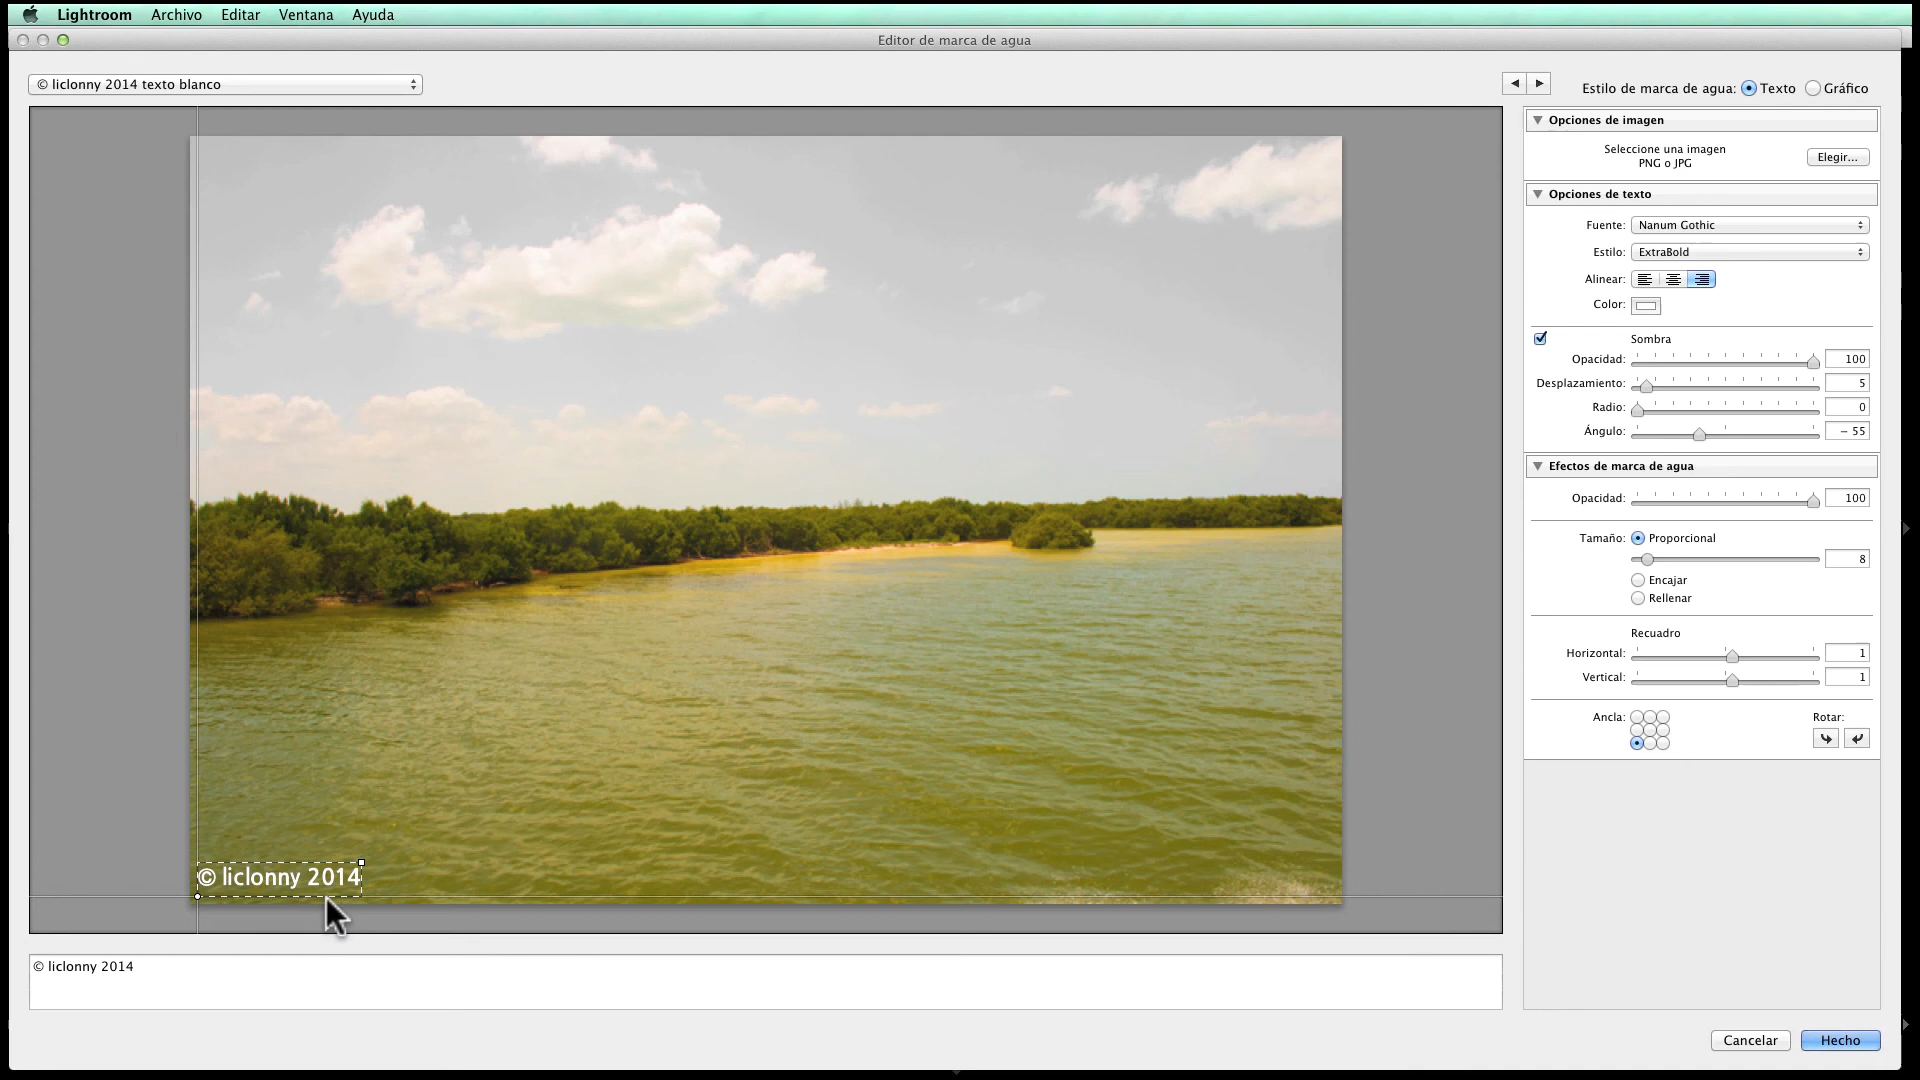 Lightroom Archivo Editar Ventana Ayuda
Editor de marca de agua
© liclonny 2014 texto blanco
Estilo de marca de agua: Texto Gráfico
Opciones de imagen
Seleccione una imagen
PNG o JPG
Elegir...
Opciones de texto
Fuente: Nanum Gothic
Estilo: ExtraBold
Alinear:
Color:
Sombra
Opacidad: 100
Desplazamiento: 5
Radio: 0
Ángulo: – 55
Efectos de marca de agua
Opacidad: 100
Tamaño: Proporcional
8
Encajar
Rellenar
Recuadro
Horizontal: 1
Vertical: 1
Ancla: Rotar:
© liclonny 2014
© liclonny 2014
Cancelar Hecho